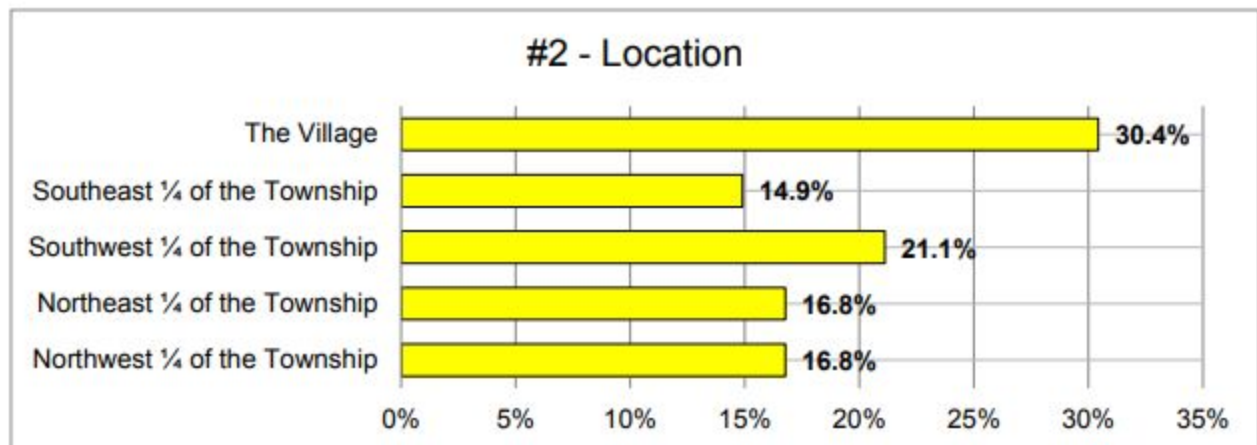 #2 - Location
The Village
30.4%
Southeast ¼ of the Township
14.9%
Southwest ¼ of the Township
21.1%
Northeast ¼ of the Township
16.8%
Northwest ¼ of the Township
16.8%
0% 5% 10% 15% 20% 25% 30% 35%